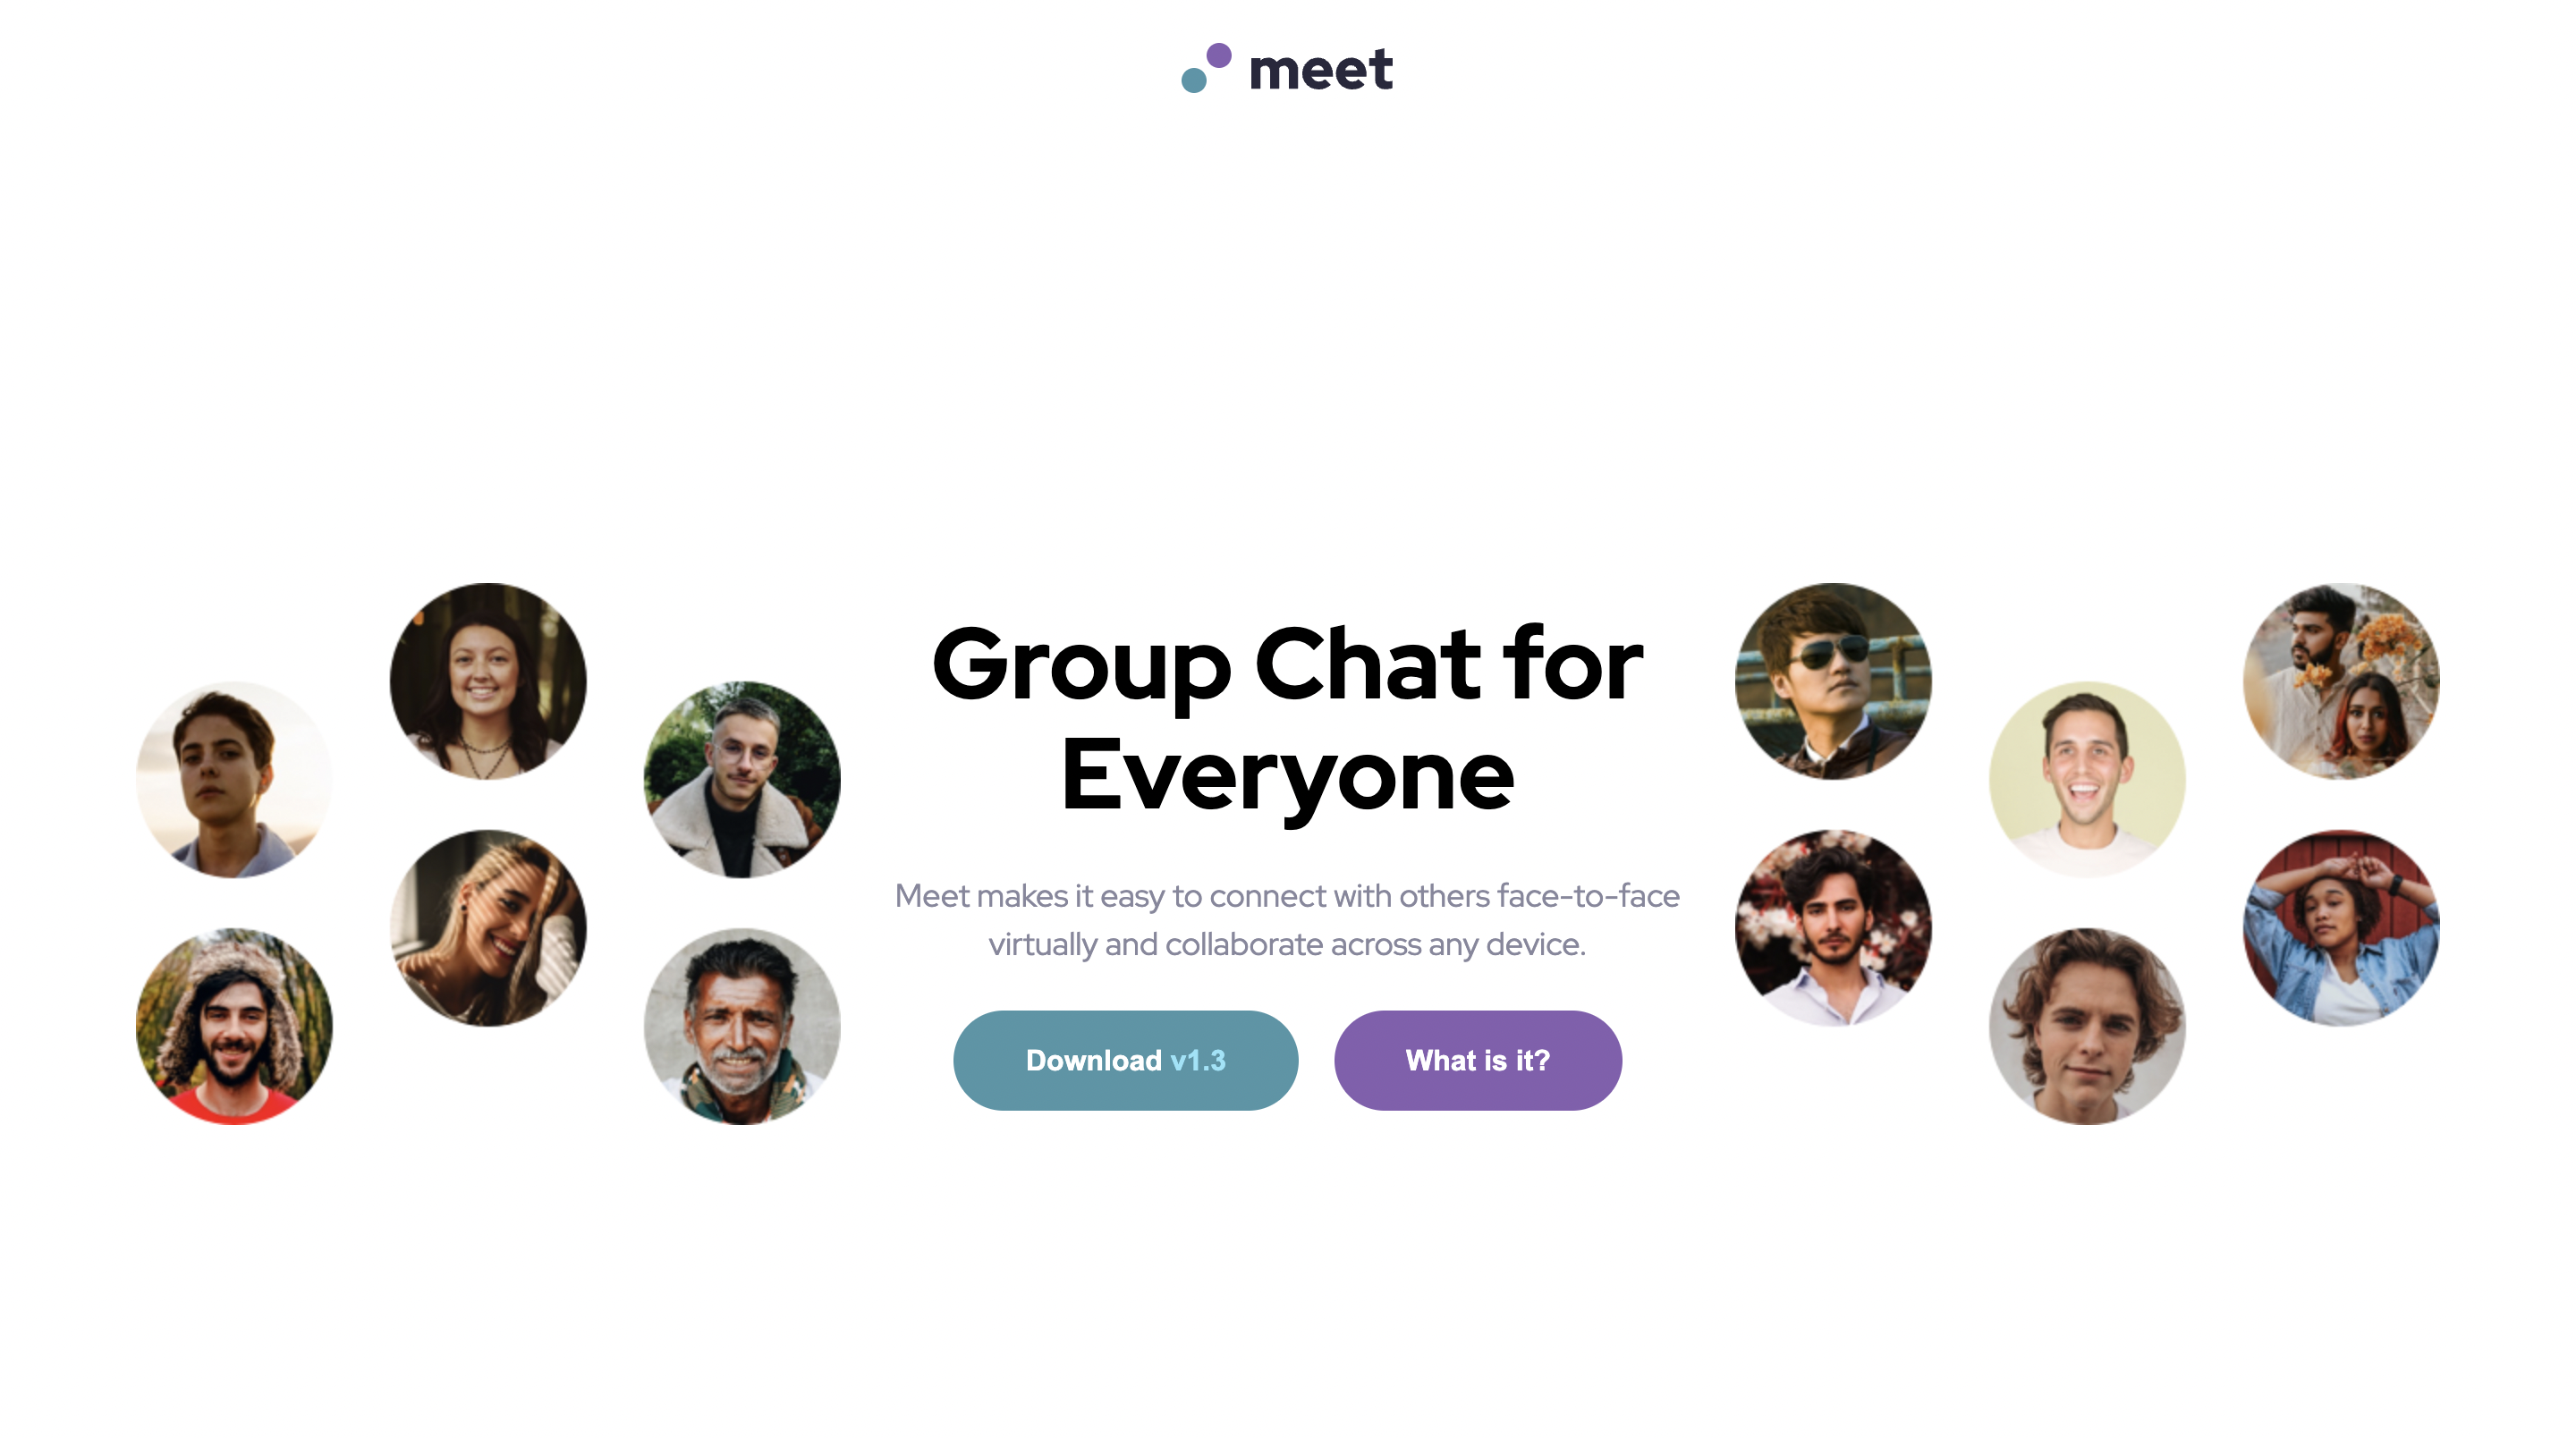 meet
Group Chat for
Everyone
Meet makes it easy to connect with others face-to-face
virtually and collaborate across any device.
Download v1.3
What is it?